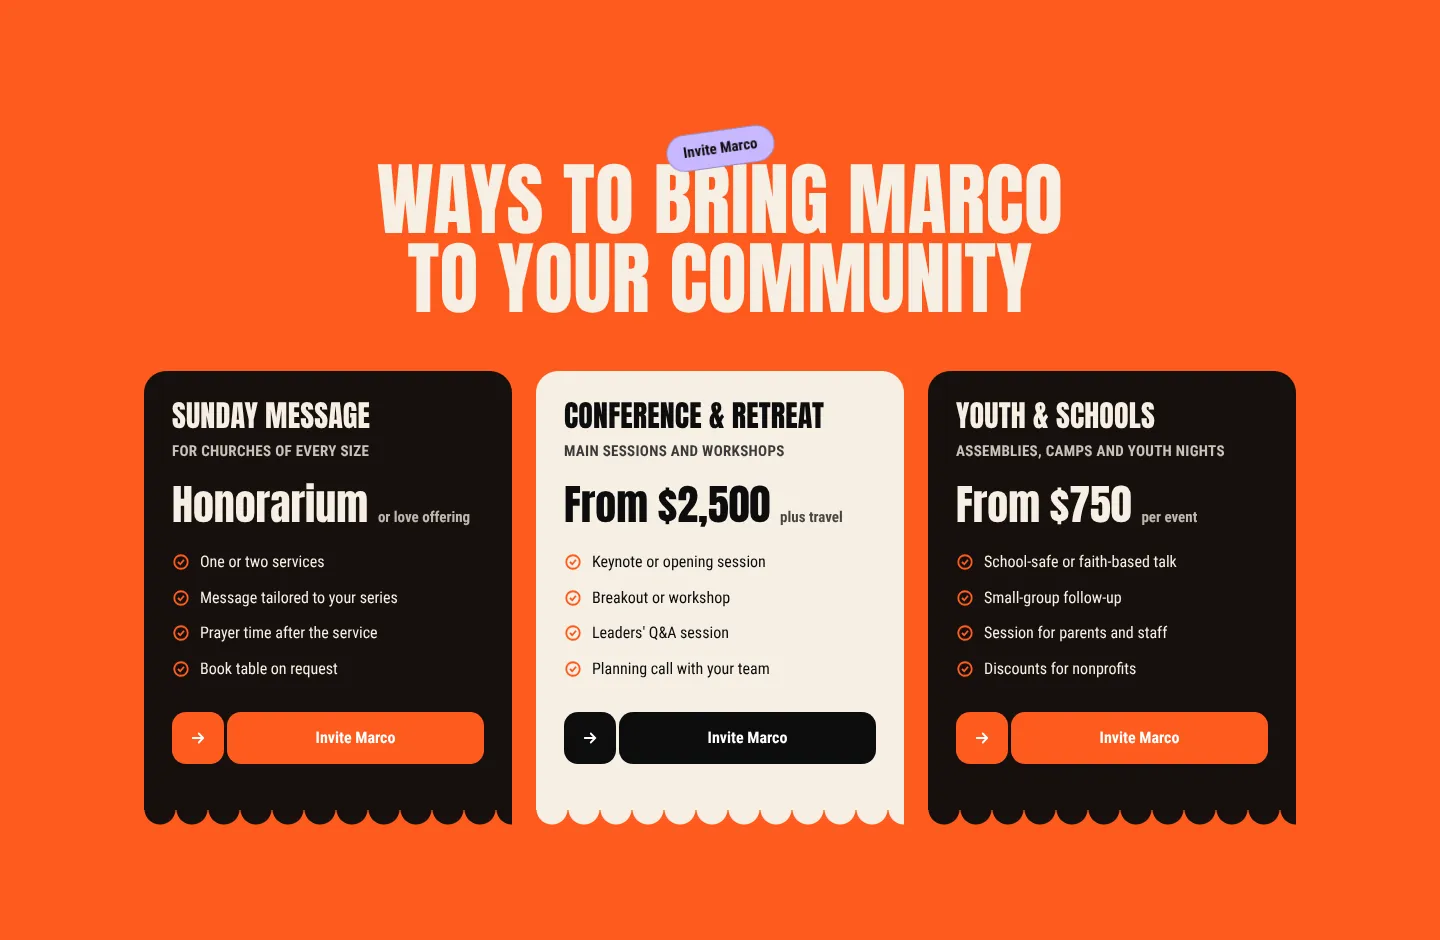 Invite Marco
WAYS TO BRING MARCO
TO YOUR COMMUNITY
SUNDAY MESSAGE
FOR CHURCHES OF EVERY SIZE
Honorarium or love offering
One or two services
Message tailored to your series
Prayer time after the service
Book table on request
Invite Marco
CONFERENCE & RETREAT
MAIN SESSIONS AND WORKSHOPS
From $2,500 plus travel
Keynote or opening session
Breakout or workshop
Leaders' Q&A session
Planning call with your team
Invite Marco
YOUTH & SCHOOLS
ASSEMBLIES, CAMPS AND YOUTH NIGHTS
From $750 per event
School-safe or faith-based talk
Small-group follow-up
Session for parents and staff
Discounts for nonprofits
Invite Marco